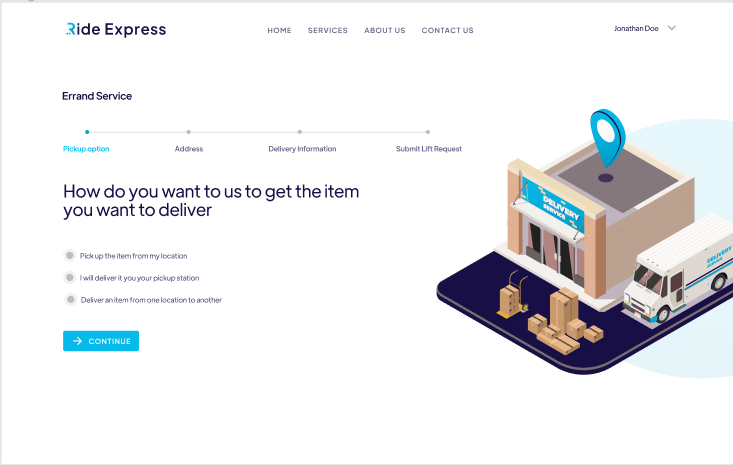 Ride Express
HOME SERVICES ABOUT US CONTACT US
Jonathan Doe
Errand Service
Pickup option Address Delivery Information Submit Lift Request
How do you want to us to get the item
you want to deliver
Pick up the item from my location
I will deliver it you your pickup station
Deliver an item from one location to another
CONTINUE
DELIVERY
SERVICE
DELIVERY
SERVICE